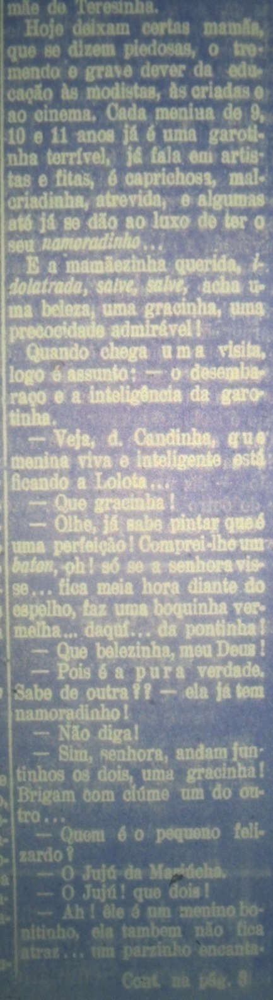 mãe de Teresinha.
Hoje deixam certas mamãs,
que se dizem piedosas, o tre-
mendo e grave dever da edu-
cação às modistas, às criadas e
ao cinema. Cada meniua de 9,
10 e 11 anos já é uma garoti-
nha terrível, já fala em artis-
tas e fitas, é caprichosa, mal-
criadinha, atrevida, e algumas
até já se dão ao luxo de ter o
seu namoradinho...
E a mamãezinha querida, i-
dolatrada, salve, salve, acha u-
ma beleza, uma gracinha, uma
precocidade admirável!
Quando chega uma visita,
logo é assunto: — o desemba-
raço e a inteligência da garo-
tinha.
— Veja, d. Candinha, que
menina viva e inteligente está
ficando a Lolota...
— Que gracinha!
— Olhe, já sabe pintar que é
uma perfeição! Comprei-lhe um
baton, oh! só se a senhora vis-
se... fica meia hora diante do
espelho, faz uma boquinha ver-
melha... daquí... da pontinha!
— Que belezinha, meu Deus!
— Pois é a pura verdade.
Sabe de outra?? — ela já tem
namoradinho!
— Não diga!
— Sim, senhora, andam jun-
tinhos os dois, uma gracinha!
Brigam com ciúme um do ou-
tro...
— Quem é o pequeno feli-
zardo?
— O Jujú da Mariúcha.
— O Jujú! que dois!
— Ah! êle é um menino bo-
nitinho, ela tambem não fica
atraz... um parzinho encanta-
Cont. na pág. 3